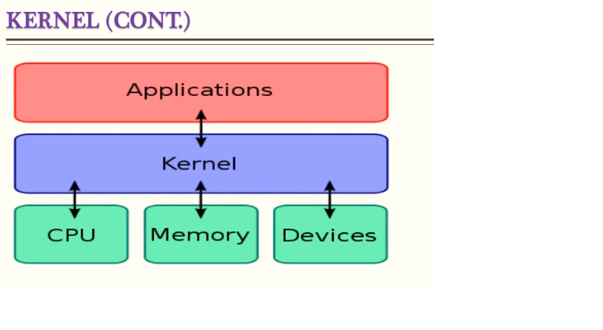 KERNEL (CONT.)
Applications
Kernel
CPU Memory Devices